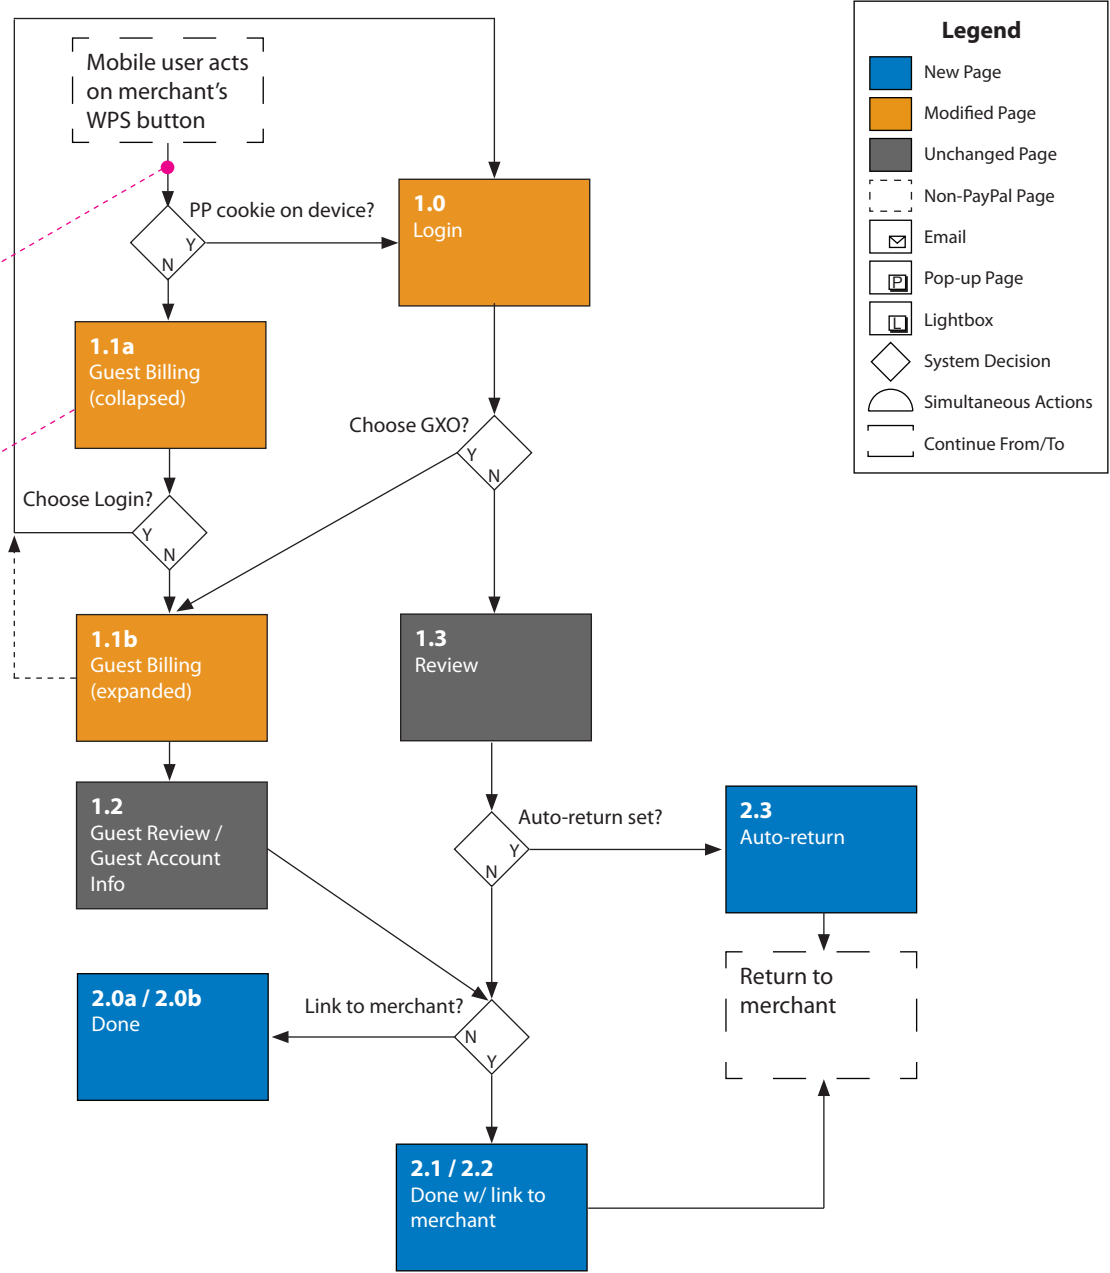 Mobile user acts
on merchant's
WPS button
PP cookie on device?
Y
N
1.0
Login
1.1a
Guest Billing
(collapsed)
Choose GXO?
Y
N
Choose Login?
Y
N
1.1b
Guest Billing
(expanded)
1.3
Review
1.2
Guest Review /
Guest Account
Info
Auto-return set?
Y
N
2.3
Auto-return
Return to
merchant
2.0a / 2.0b
Done
Link to merchant?
N
Y
2.1 / 2.2
Done w/ link to
merchant
Legend
New Page
Modified Page
Unchanged Page
Non-PayPal Page
Email
P
Pop-up Page
L
Lightbox
System Decision
Simultaneous Actions
Continue From/To